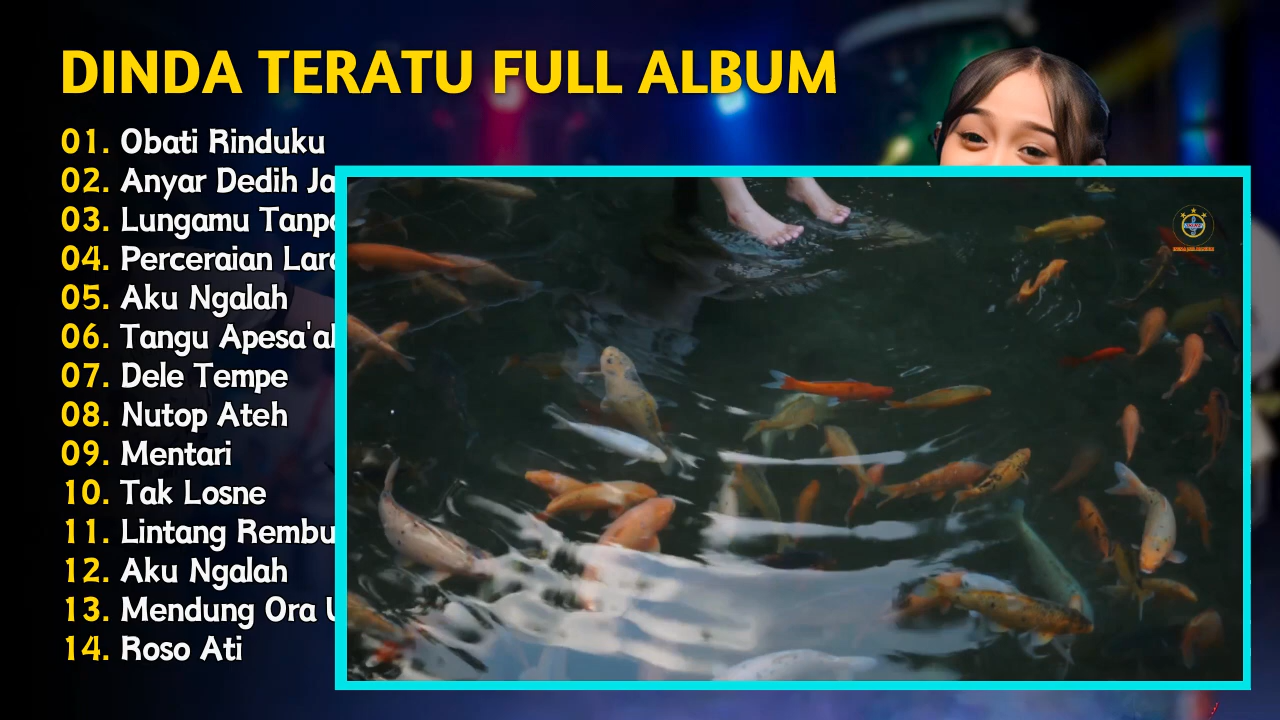 DINDA TERATU FULL ALBUM
01. Obati Rinduku
02. Anyar Dedih
03. Lungamu
04. Perceraian
05. Aku Ngalah
06. Tangu
07. Dele Tempe
08. Nutop Ateh
09. Mentari
10. Tak Losne
11. Lintang
12. Aku Ngalah
13. Mendung Ora
14. Roso Ati